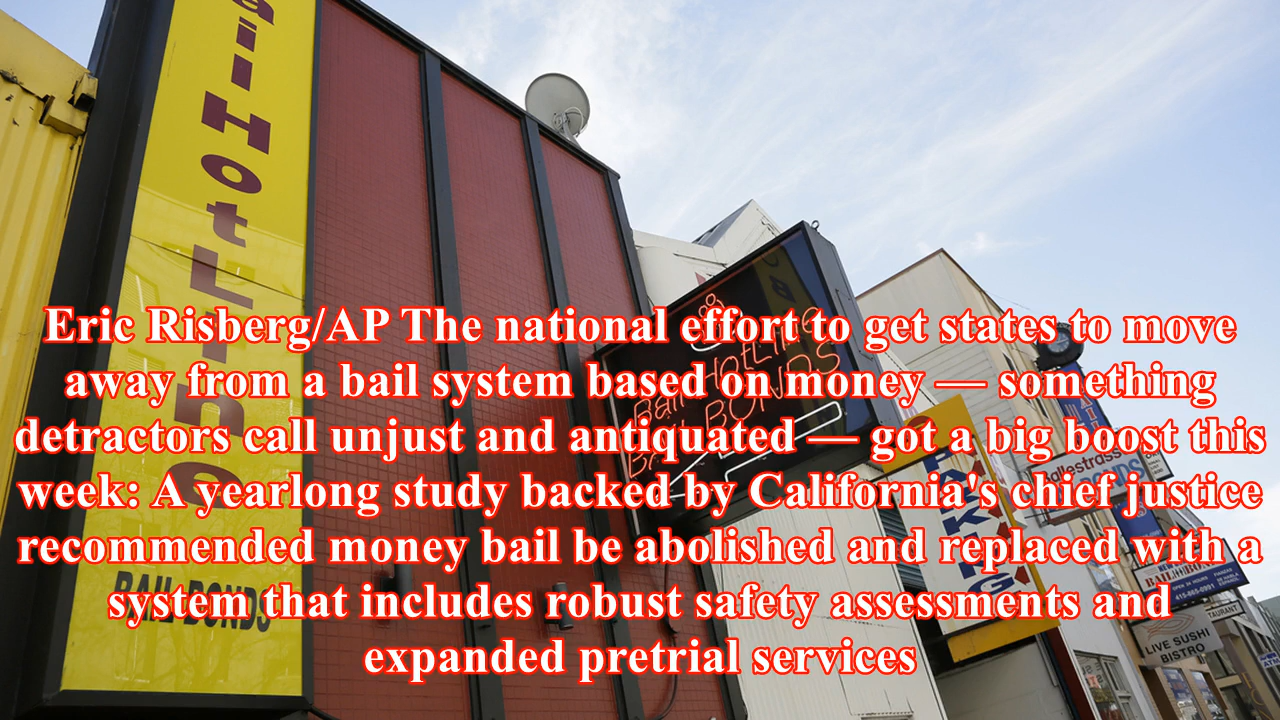 ail HotLine
BAIL BONDS
Eric Risberg/AP The national effort to get states to move
away from a bail system based on money — something
detractors call unjust and antiquated — got a big boost this
week: A yearlong study backed by California's chief justice
recommended money bail be abolished and replaced with a
system that includes robust safety assessments and
expanded pretrial services
Bail HotLine
BAIL BONDS
PARKING
LIVE SUSHI
BISTRO